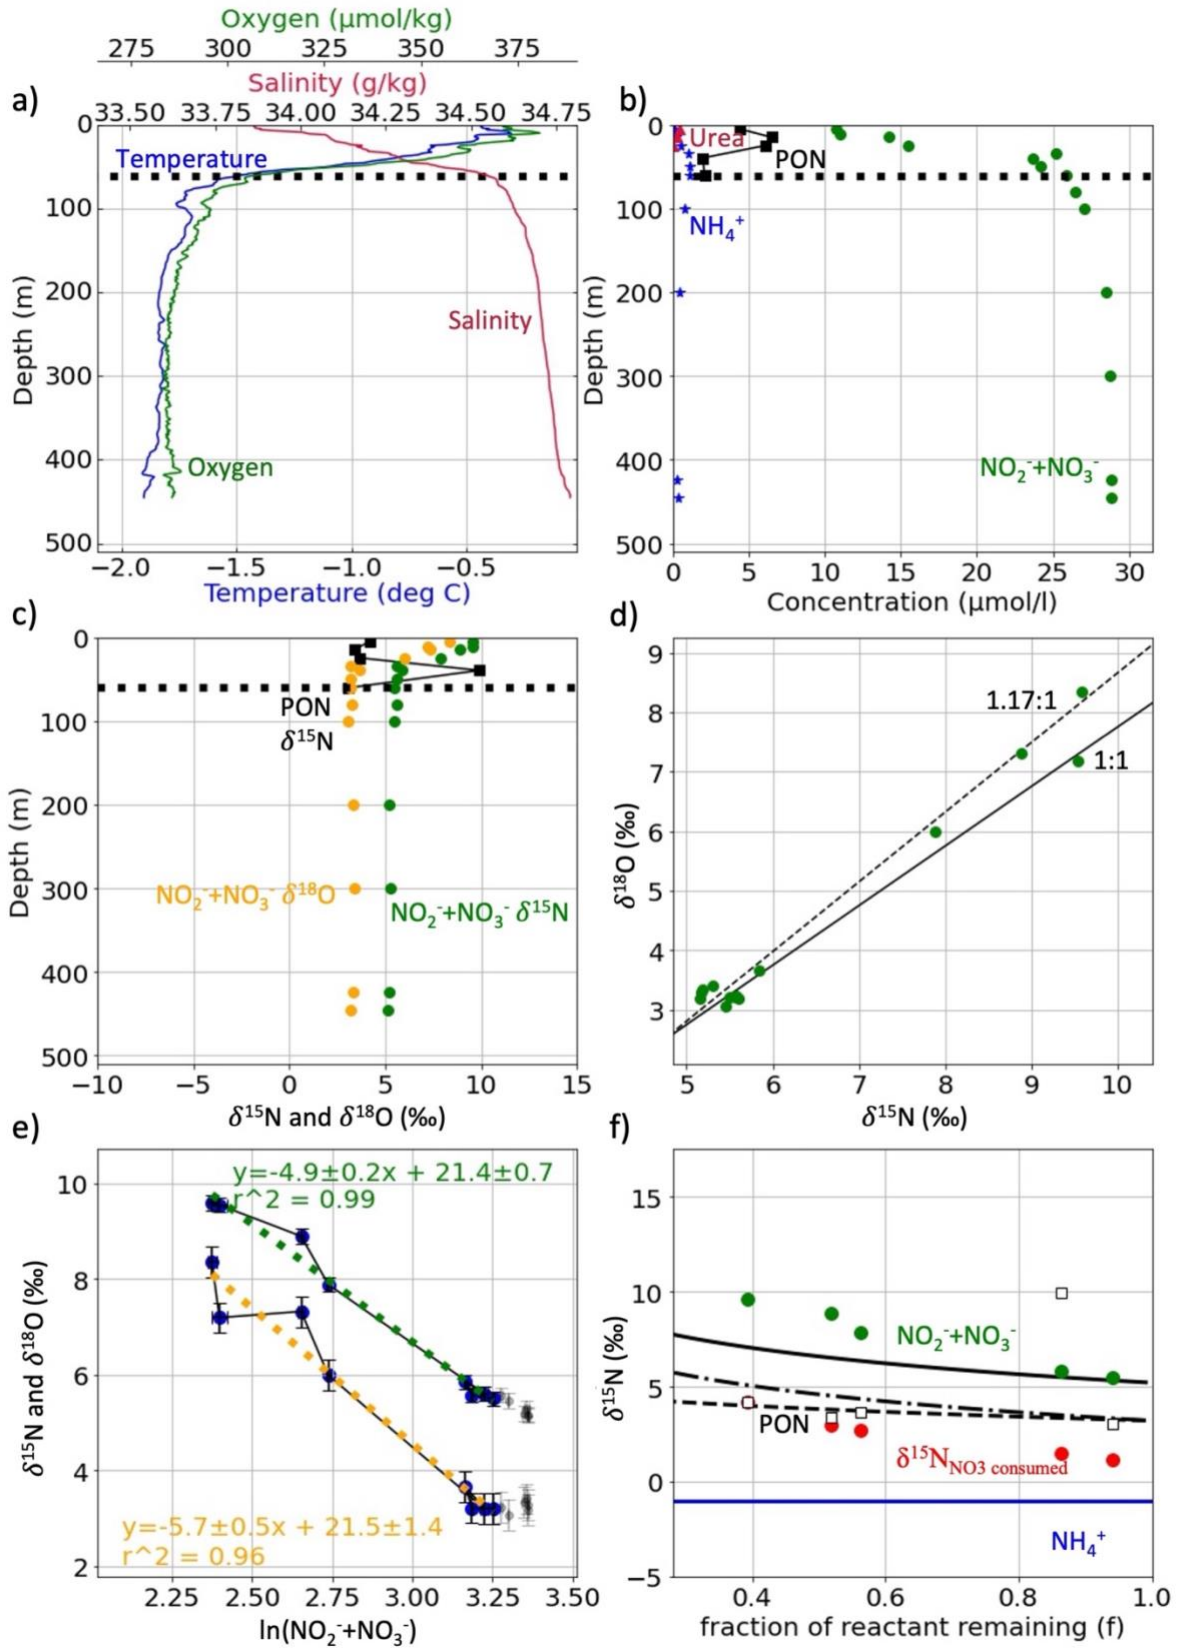 Oxygen (μmol/kg)
275 300 325 350 375
Salinity (g/kg)
a)
33.50 33.75 34.00 34.25 34.50 34.75
0
100
200
300
400
500
Depth (m)
Temperature
Salinity
Oxygen
−2.0 −1.5 −1.0 −0.5
Temperature (deg C)
b)
0
100
200
300
400
500
Depth (m)
Urea
PON
NH₄⁺
NO₂⁻+NO₃⁻
0 5 10 15 20 25 30
Concentration (μmol/l)
c)
0
100
200
300
400
500
Depth (m)
PON
δ¹⁵N
NO₂⁻+NO₃⁻ δ¹⁸O
NO₂⁻+NO₃⁻ δ¹⁵N
−10 −5 0 5 10 15
δ¹⁵N and δ¹⁸O (‰)
d)
9
8
7
6
5
4
3
δ¹⁸O (‰)
1.17:1
1:1
5 6 7 8 9 10
δ¹⁵N (‰)
e)
10
8
6
4
2
δ¹⁵N and δ¹⁸O (‰)
y=-4.9±0.2x + 21.4±0.7
r^2 = 0.99
y=-5.7±0.5x + 21.5±1.4
r^2 = 0.96
2.25 2.50 2.75 3.00 3.25 3.50
ln(NO₂⁻+NO₃⁻)
f)
15
10
5
0
−5
δ¹⁵N (‰)
NO₂⁻+NO₃⁻
PON
δ¹⁵N_NO3 consumed
NH₄⁺
0.4 0.6 0.8 1.0
fraction of reactant remaining (f)